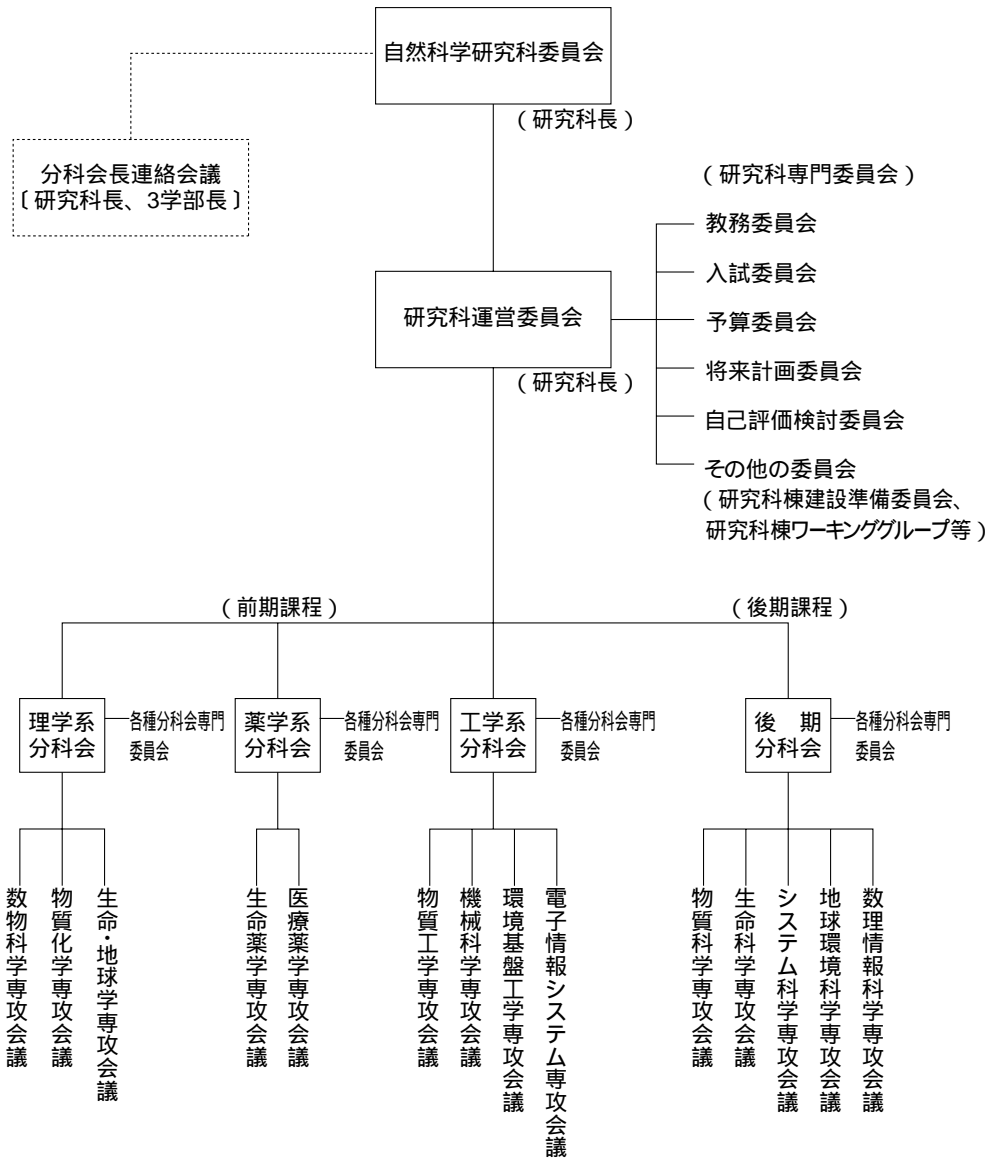 自然科学研究科委員会
(研究科長)
分科会長連絡会議
〔研究科長、3学部長〕
(研究科専門委員会)
教務委員会
入試委員会
予算委員会
将来計画委員会
自己評価検討委員会
その他の委員会
(研究科棟建設準備委員会、
研究科棟ワーキンググループ等)
研究科運営委員会
(研究科長)
(前期課程)
(後期課程)
理学系
分科会
各種分科会専門
委員会
薬学系
分科会
各種分科会専門
委員会
工学系
分科会
各種分科会専門
委員会
後 期
分科会
各種分科会専門
委員会
数物科学専攻会議
物質化学専攻会議
生命・地球学専攻会議
生命薬学専攻会議
医療薬学専攻会議
物質工学専攻会議
機械科学専攻会議
環境基盤工学専攻会議
電子情報システム専攻会議
物質科学専攻会議
生命科学専攻会議
システム科学専攻会議
地球環境科学専攻会議
数理情報科学専攻会議